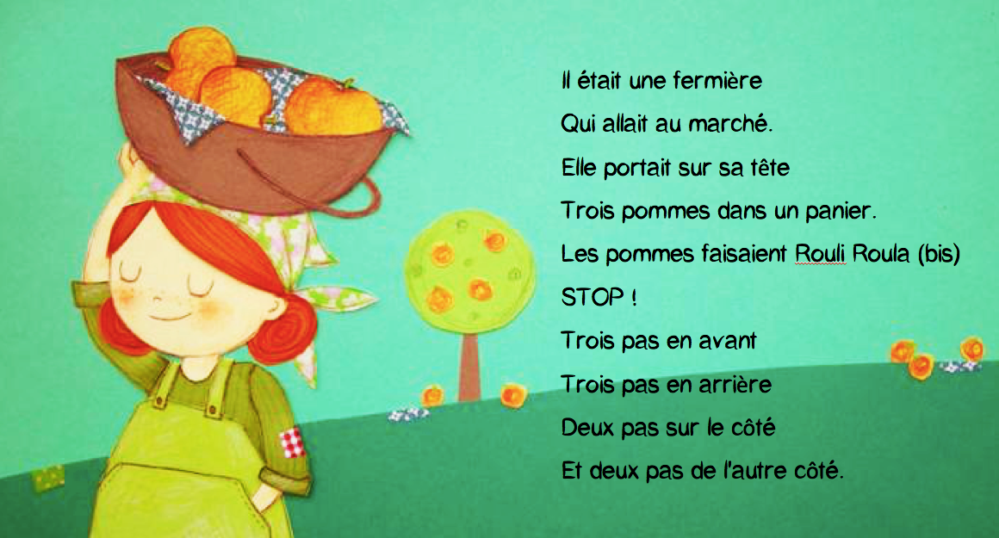 Il était une fermière
Qui allait au marché.
Elle portait sur sa tête
Trois pommes dans un panier.
Les pommes faisaient Rouli Roula (bis)
STOP !
Trois pas en avant
Trois pas en arrière
Deux pas sur le côté
Et deux pas de l'autre côté.